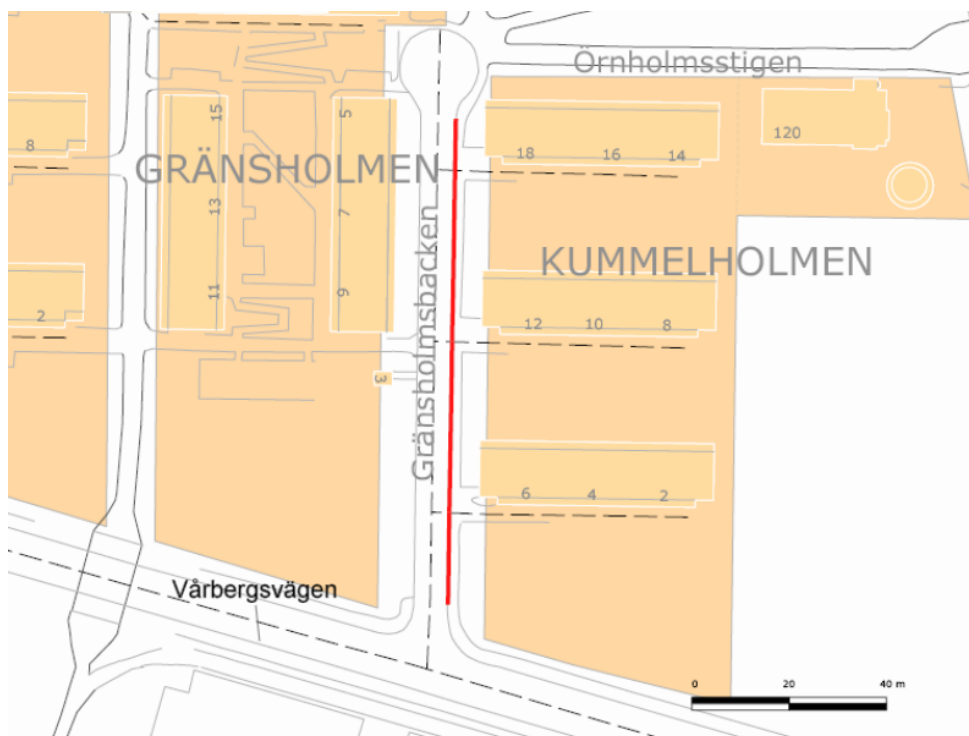 Örnholmsstigen
15
5
120
8
18 16 14
GRÄNSHOLMEN
13
7
Gränsholmsbacken
KUMMELHOLMEN
11
9
2
12 10 8
3
6 4 2
Vårbergsvägen
0 20 40 m